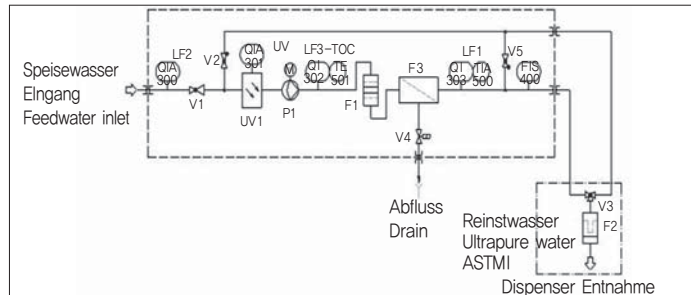 Speisewasser
EIngang
Feedwater inlet
LF2
QIA
300
V1
V2
QIA
301
UV
UV1
M
P1
LF3-TOC
QI
302
TE
501
F1
F3
V4
LF1
QI
303
TIA
500
V5
FIS
400
Abfluss
Drain
Reinstwasser
Ultrapure water
ASTMI
V3
F2
Dispenser Entnahme